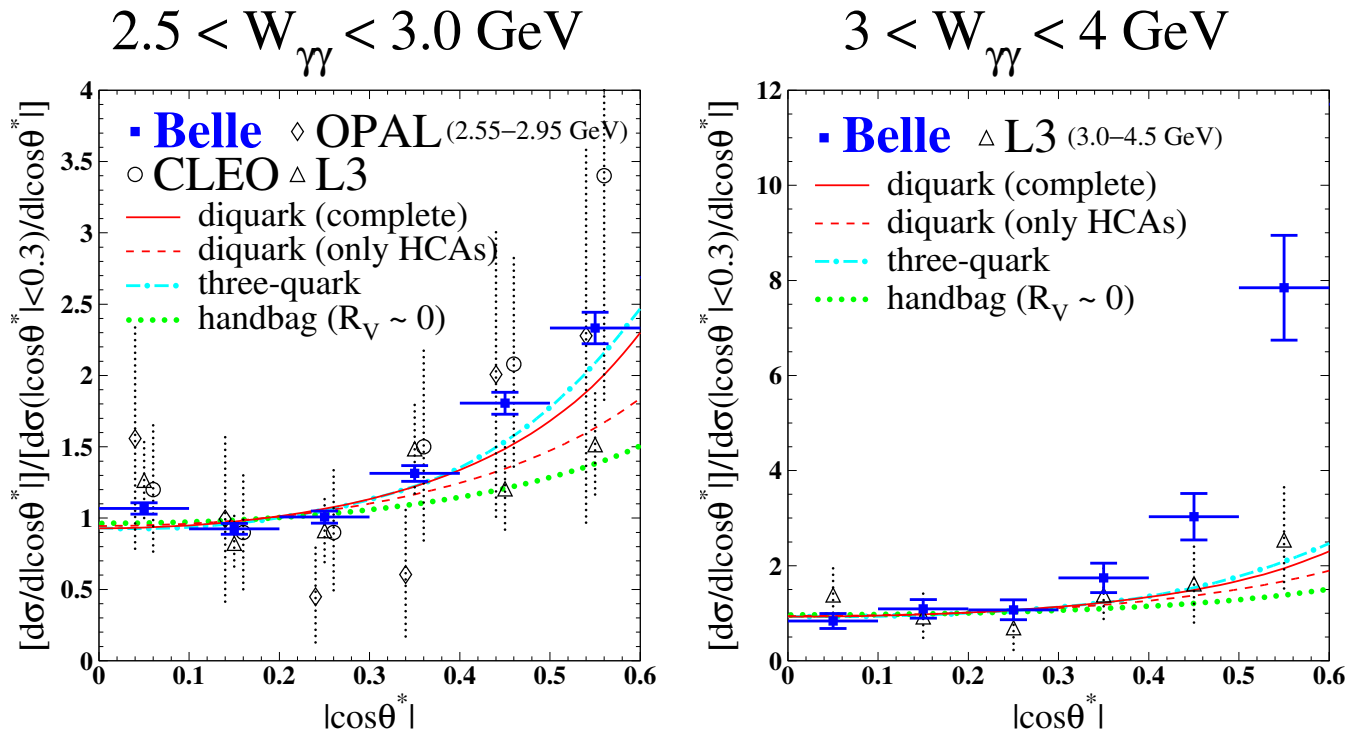 2.5 < Wγγ < 3.0 GeV
[dσ/d|cosθ*|]/[dσ(|cosθ*|<0.3)/d|cosθ*|]
4
3.5
3
2.5
2
1.5
1
0.5
0
Belle OPAL (2.55–2.95 GeV)
CLEO L3
diquark (complete)
diquark (only HCAs)
three-quark
handbag (RV ~ 0)
0 0.1 0.2 0.3 0.4 0.5 0.6
|cosθ*|
3 < Wγγ < 4 GeV
[dσ/d|cosθ*|]/[dσ(|cosθ*|<0.3)/d|cosθ*|]
12
10
8
6
4
2
0
Belle L3 (3.0–4.5 GeV)
diquark (complete)
diquark (only HCAs)
three-quark
handbag (RV ~ 0)
0 0.1 0.2 0.3 0.4 0.5 0.6
|cosθ*|